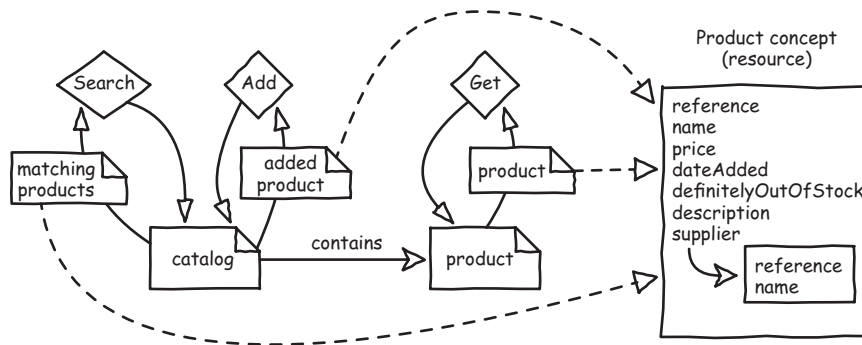 Product concept
(resource)
Search
Add
Get
matching
products
added
product
product
catalog
contains
product
reference
name
price
dateAdded
definitelyOutOfStock
description
supplier
reference
name